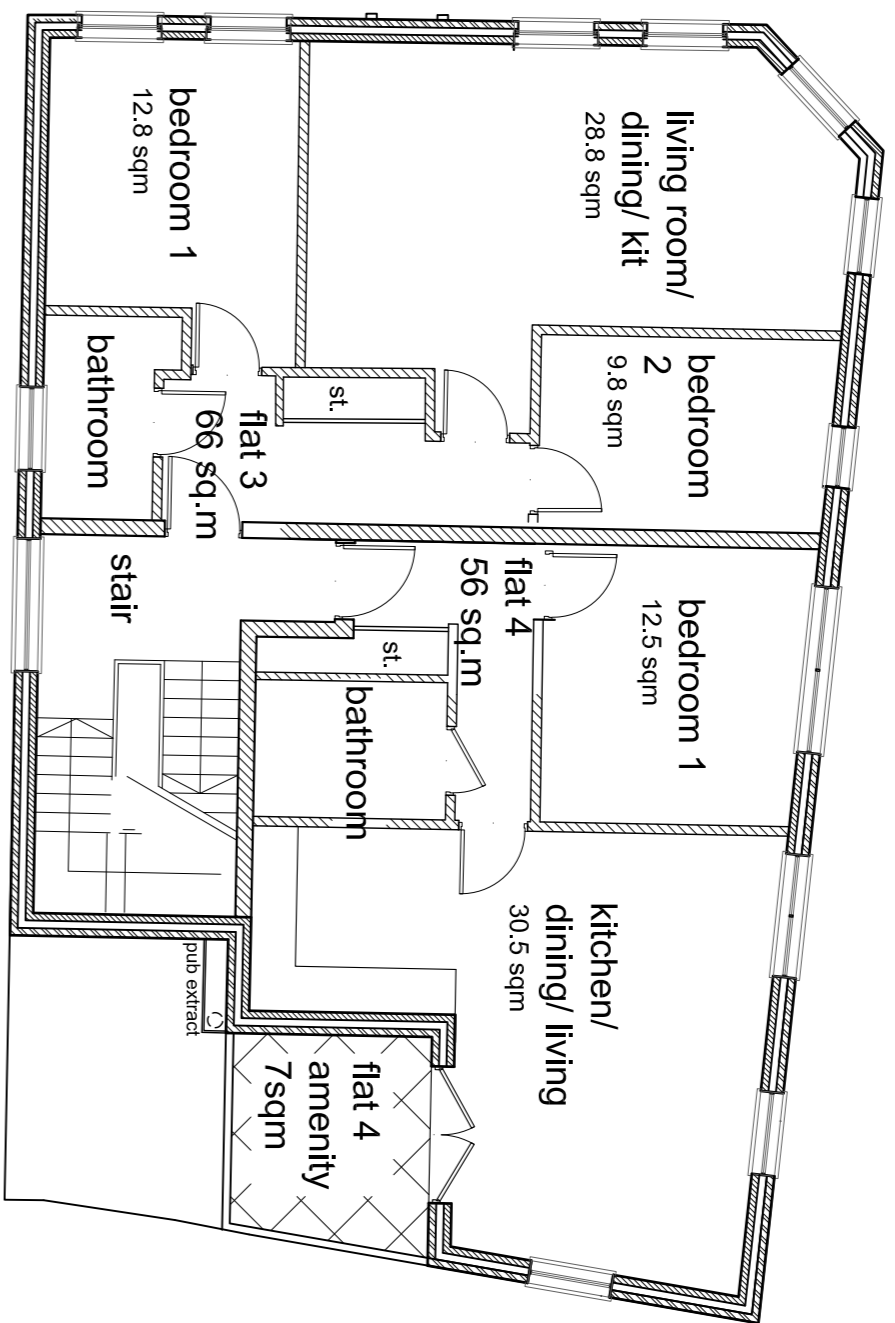 living room/
dining/ kit
28.8 sqm
bedroom 1
12.8 sqm
bedroom
2
9.8 sqm
bathroom
st.
flat 3
66 sq.m
stair
flat 4
56 sq.m
bedroom 1
12.5 sqm
st.
bathroom
kitchen/
dining/ living
30.5 sqm
pub extract
flat 4
amenity
7sqm